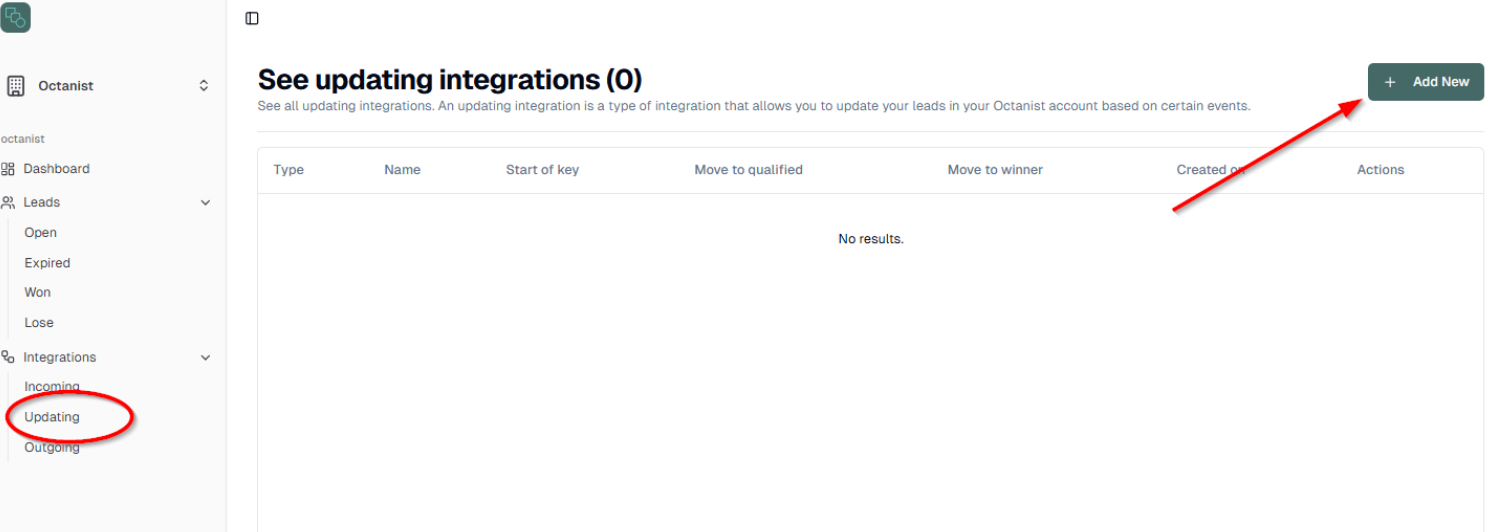 Octanist
octanist
Dashboard
Leads
Open
Expired
Won
Lose
Integrations
Incoming
Updating
Outgoing
See updating integrations (0)
See all updating integrations. An updating integration is a type of integration that allows you to update your leads in your Octanist account based on certain events.
+ Add New
Type Name Start of key Move to qualified Move to winner Created on Actions
No results.